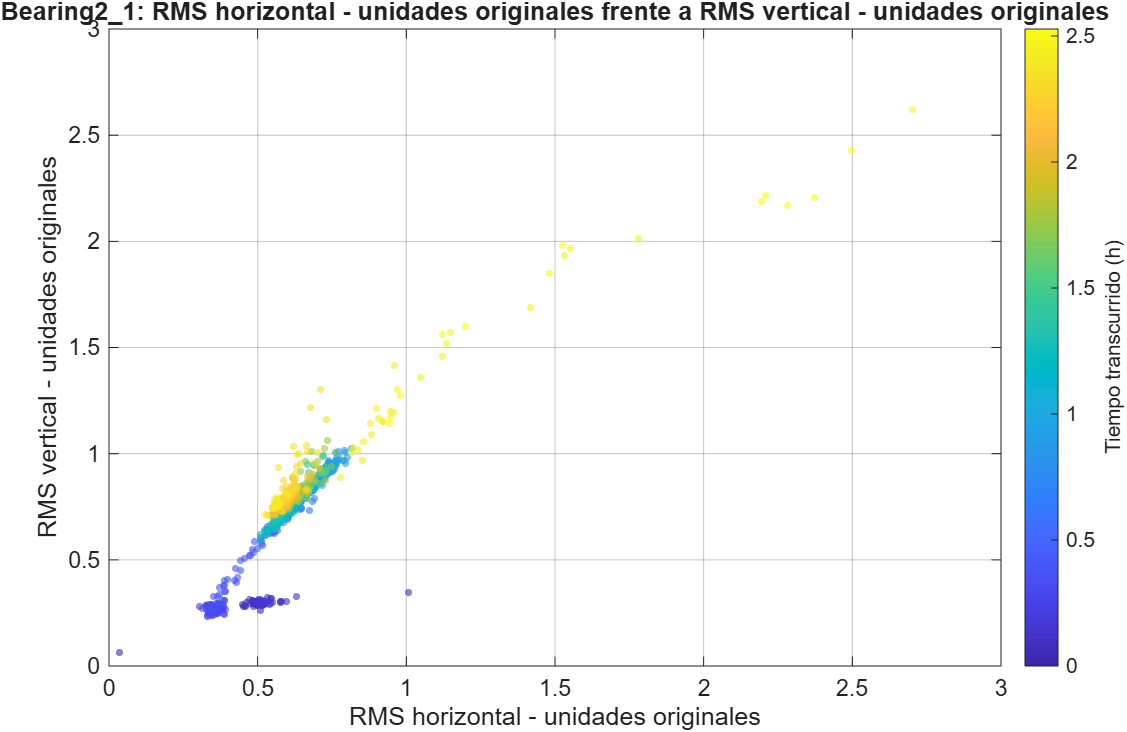 Bearing2_1: RMS horizontal - unidades originales frente a RMS vertical - unidades originales
3
2.5
2
1.5
1
0.5
0
RMS vertical - unidades originales
0 0.5 1 1.5 2 2.5 3
RMS horizontal - unidades originales
2.5
2
1.5
1
0.5
0
Tiempo transcurrido (h)